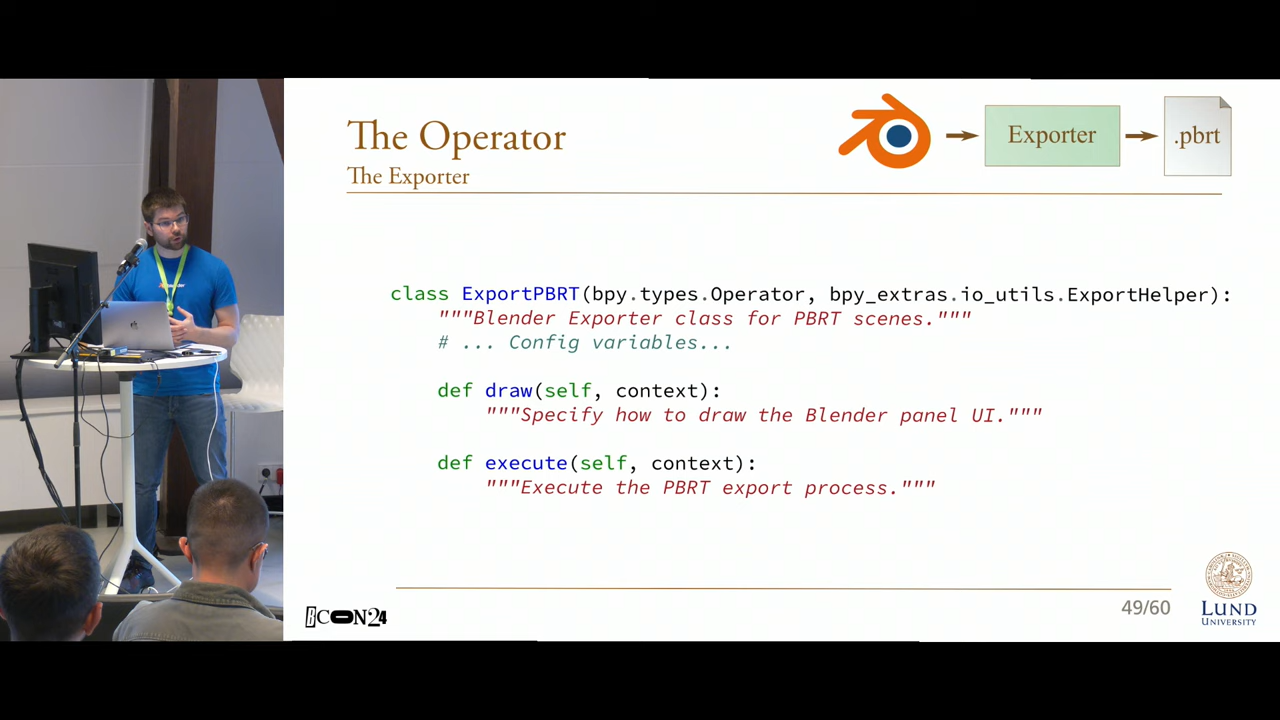 The Operator
The Exporter
Exporter
.pbrt
class ExportPBRT(bpy.types.Operator, bpy_extras.io_utils.ExportHelper):
"""Blender Exporter class for PBRT scenes."""
# ... Config variables...
def draw(self, context):
"""Specify how to draw the Blender panel UI."""
def execute(self, context):
"""Execute the PBRT export process."""
BCON24
49/60
LUND
UNIVERSITY